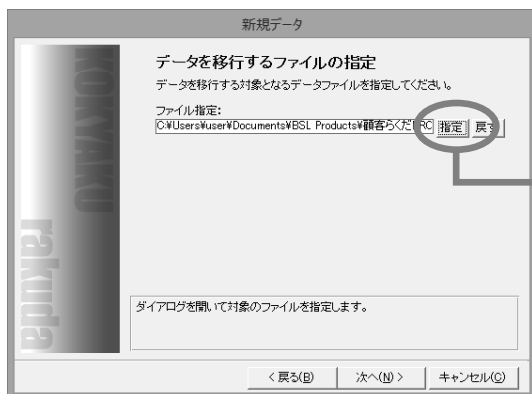 新規データ
データを移行するファイルの指定
データを移行する対象となるデータファイルを指定してください。
ファイル指定:
C:¥Users¥user¥Documents¥BSL Products¥顧客らくだ RC 指定 戻す
KOKYAKU
rakuda
ダイアログを開いて対象のファイルを指定します。
< 戻る(B) 次へ(N) > キャンセル(C)